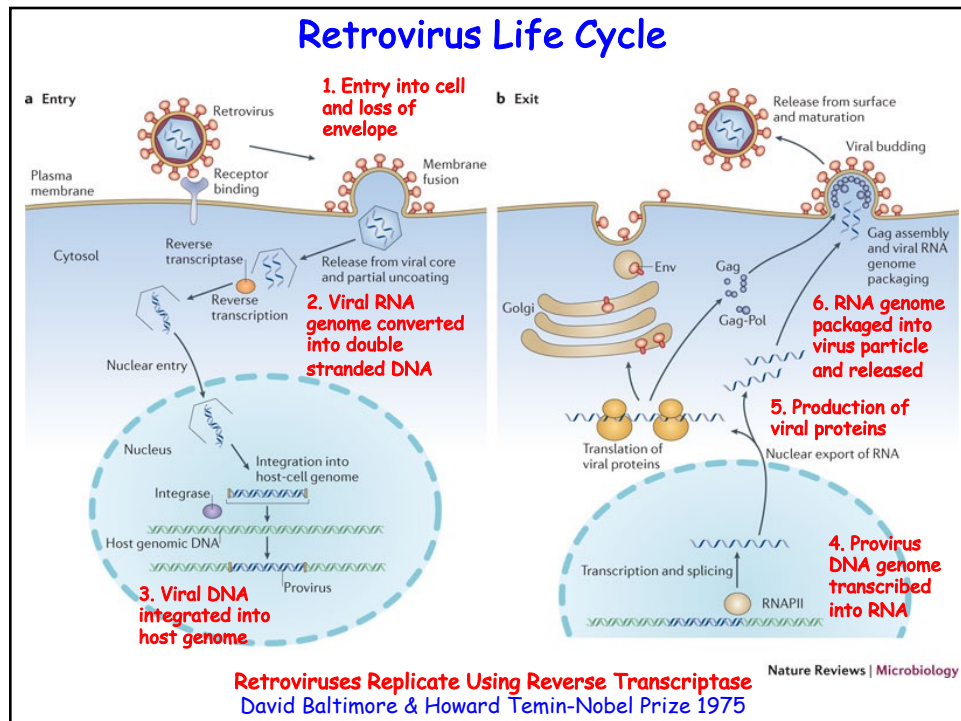 Retrovirus Life Cycle
a Entry
1. Entry into cell
and loss of
envelope
Retrovirus
Receptor
binding
Membrane
fusion
Plasma
membrane
Cytosol
Reverse
transcriptase
Release from viral core
and partial uncoating
Reverse
transcription
2. Viral RNA
genome converted
into double
stranded DNA
Nuclear entry
Nucleus
Integration into
host-cell genome
Integrase
Host genomic DNA
Provirus
3. Viral DNA
integrated into
host genome
b Exit
Release from surface
and maturation
Viral budding
Gag assembly
and viral RNA
genome
packaging
Env
Gag
Golgi
Gag-Pol
6. RNA genome
packaged into
virus particle
and released
5. Production of
viral proteins
Translation of
viral proteins
Nuclear export of RNA
4. Provirus
DNA genome
transcribed
into RNA
Transcription and splicing
RNAPII
Nature Reviews | Microbiology
Retroviruses Replicate Using Reverse Transcriptase
David Baltimore & Howard Temin-Nobel Prize 1975